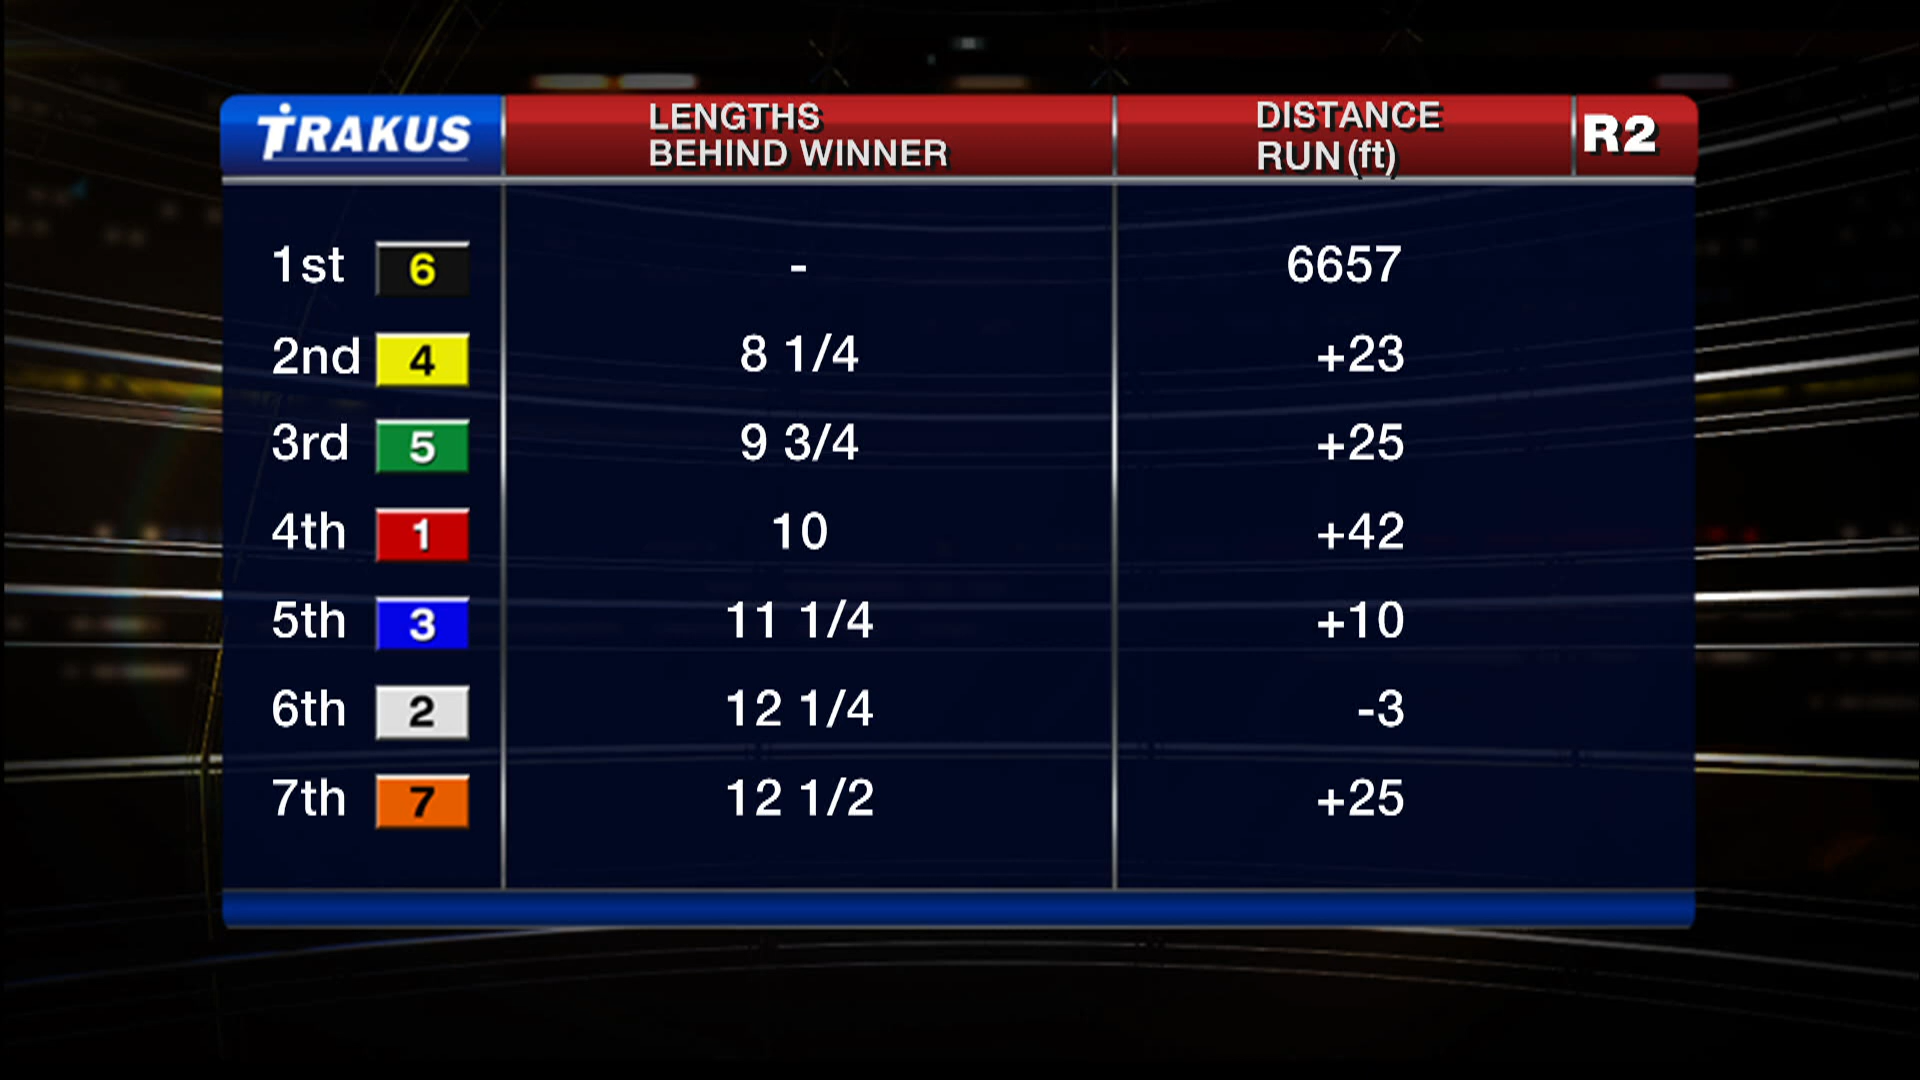 TRAKUS
LENGTHS
BEHIND WINNER
DISTANCE
RUN (ft)
R2
1st 6 - 6657
2nd 4 8 1/4 +23
3rd 5 9 3/4 +25
4th 1 10 +42
5th 3 11 1/4 +10
6th 2 12 1/4 -3
7th 7 12 1/2 +25